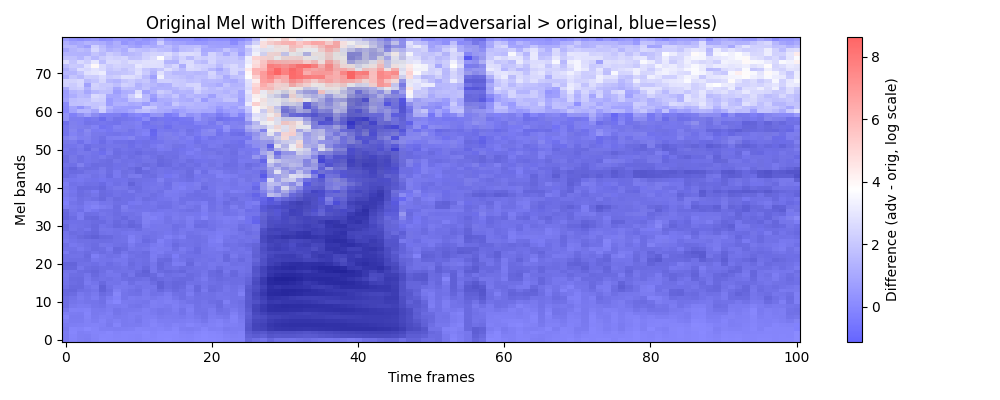 Original Mel with Differences (red=adversarial > original, blue=less)
Mel bands
70
60
50
40
30
20
10
0
0 20 40 60 80 100
Time frames
8
6
4
2
0
Difference (adv - orig, log scale)